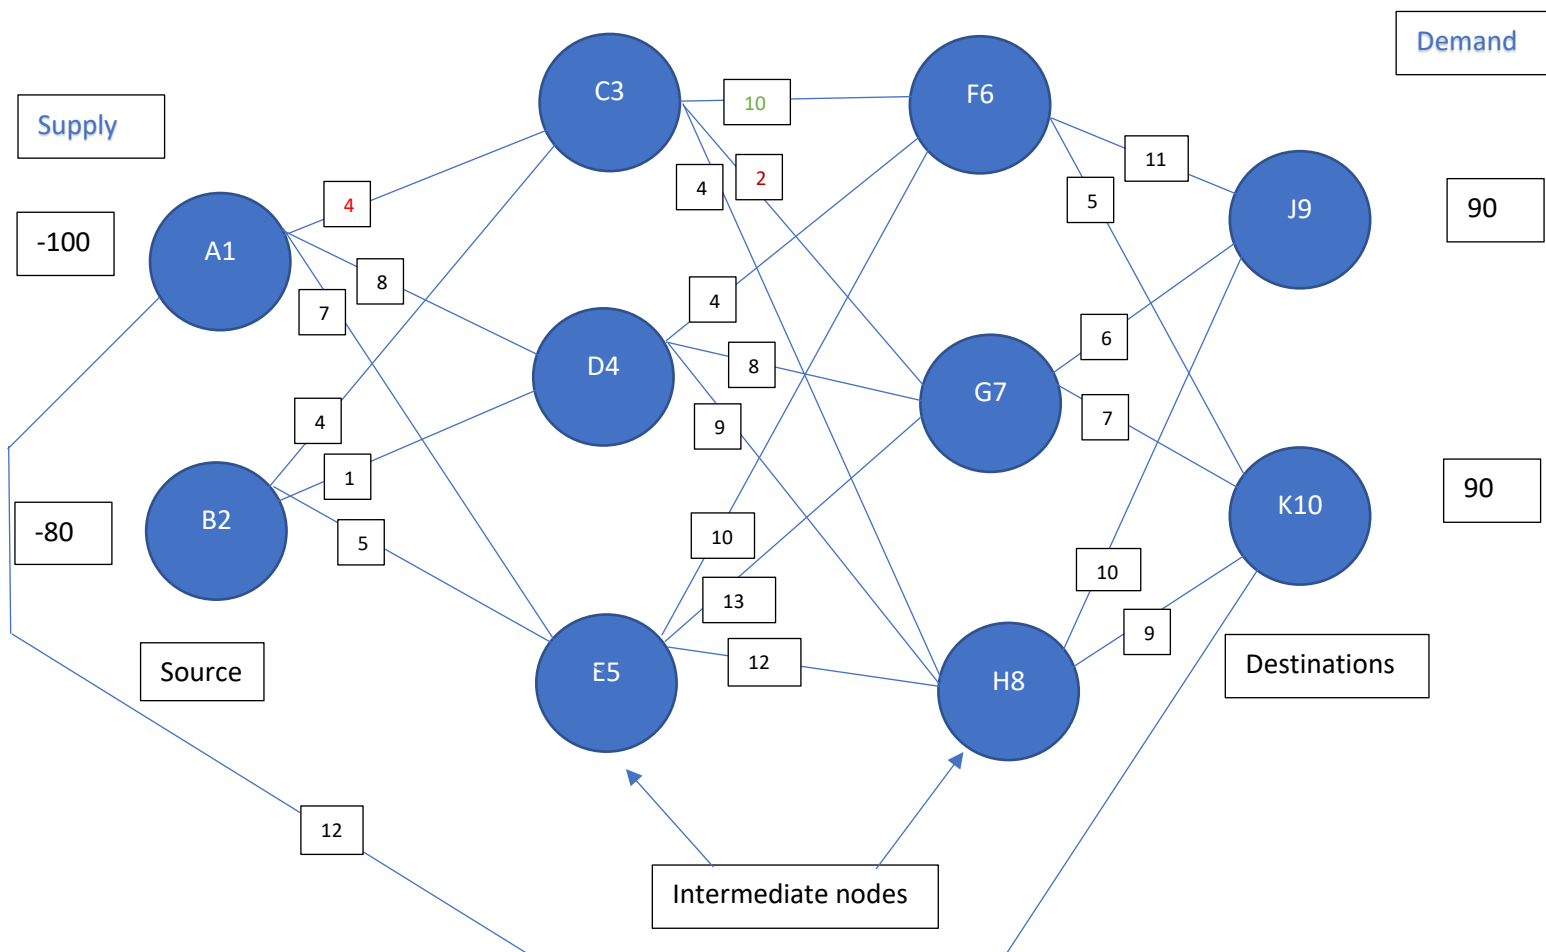 Demand
Supply
C3
F6
10
11
4
2
4
5
J9
90
-100
A1
8
7
4
6
D4
8
G7
9
7
4
1
90
K10
-80
B2
5
10
10
13
9
12
Source
E5
H8
Destinations
12
Intermediate nodes